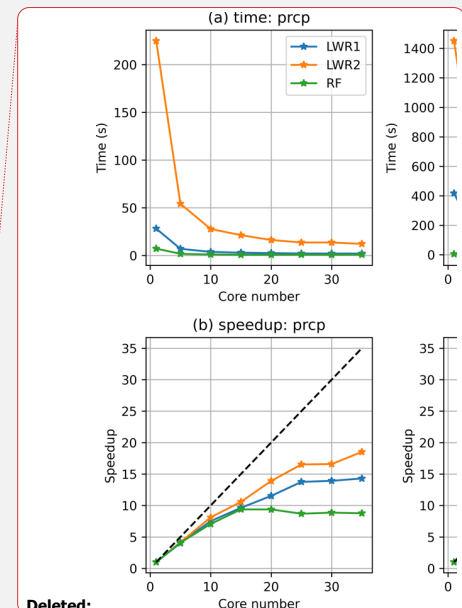 (a) time: prcp
LWR1
LWR2
RF
200
150
100
50
0
Time (s)
0 10 20 30
Core number
1400
1200
1000
800
600
400
200
0
Time (s)
0
(b) speedup: prcp
35
30
25
20
15
10
5
0
Speedup
0 10 20 30
Core number
35
30
25
20
15
10
5
0
Speedup
0
Deleted: